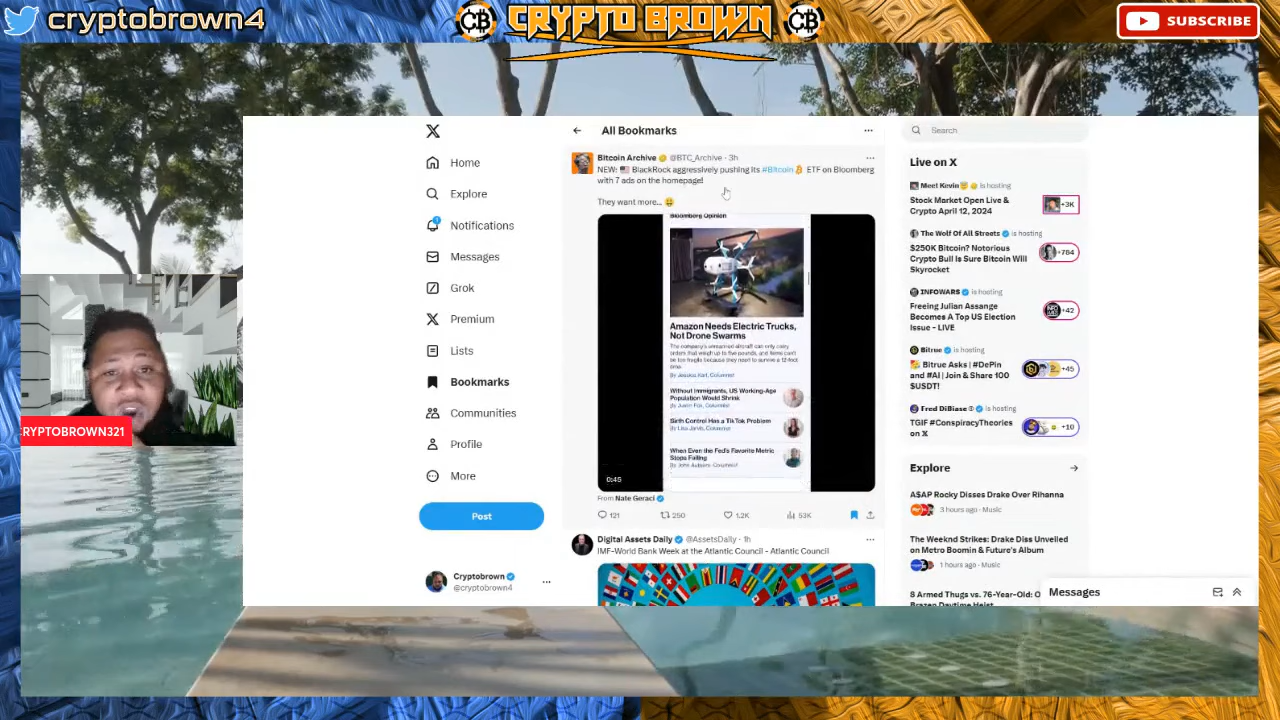 cryptobrown4
CB
CRYPTO BROWN
CB
SUBSCRIBE
CRYPTOBROWN321
X
Home
Explore
1
Notifications
Messages
Grok
Premium
Lists
Bookmarks
Communities
Profile
More
Post
Cryptobrown
@cryptobrown4
All Bookmarks
Bitcoin Archive @BTC_Archive · 3h
NEW: BlackRock aggressively pushing its #Bitcoin ETF on Bloomberg
with 7 ads on the homepage!
They want more...
Bloomberg Opinion
Amazon Needs Electric Trucks,
Not Drone Swarms
The company's unmanned aircraft can only carry
orders that weigh up to five pounds, and items can't
be too fragile because they need to survive a 12-foot
By Justin Fox, Columnist
Without Immigrants, US Working-Age
Population Would Shrink
Birth Control Has a TikTok Problem
By Lisa Jarvis, Columnist
When Even the Fed's Favorite Metric
Stops Falling
By John Authers, Columnist
0:45
From Nate Geraci
121
250
1.2K
53K
Digital Assets Daily @AssetsDaily · 1h
IMF-World Bank Week at the Atlantic Council - Atlantic Council
Search
Live on X
Meet Kevin is hosting
Stock Market Open Live &
Crypto April 12, 2024
+3K
The Wolf Of All Streets is hosting
$250K Bitcoin? Notorious
Crypto Bull Is Sure Bitcoin Will
Skyrocket
+784
INFOWARS is hosting
Freeing Julian Assange
Becomes A Top US Election
Issue - LIVE
+42
Bitrue is hosting
Bitrue Asks | #DePin
and #AI | Join & Share 100
$USDT!
+45
Fred DiBiase is hosting
TGIF #ConspiracyTheories
on X
+10
Explore
A$AP Rocky Disses Drake Over Rihanna
3 hours ago · Music
The Weeknd Strikes: Drake Diss Unveiled
on Metro Boomin & Future's Album
1 hours ago · Music
8 Armed Thugs vs. 76-Year-Old: O
Brazen Daytime Heist
Messages